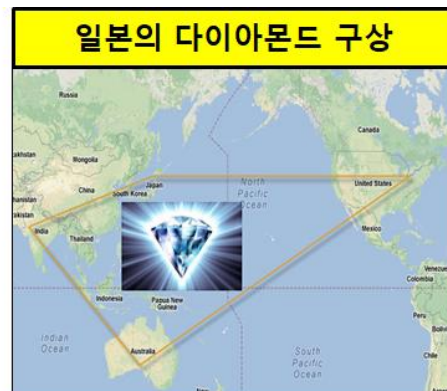 일본의 다이아몬드 구상
Russia
Canada
Mongolia
China
Japan
South Korea
North
Pacific
Ocean
United States
Mexico
India
Thailand
Venezue
Colombia
Indonesia
Papua New
Guinea
Peru
Indian
Ocean
Australia
South
Pacific
Ocean
Chile